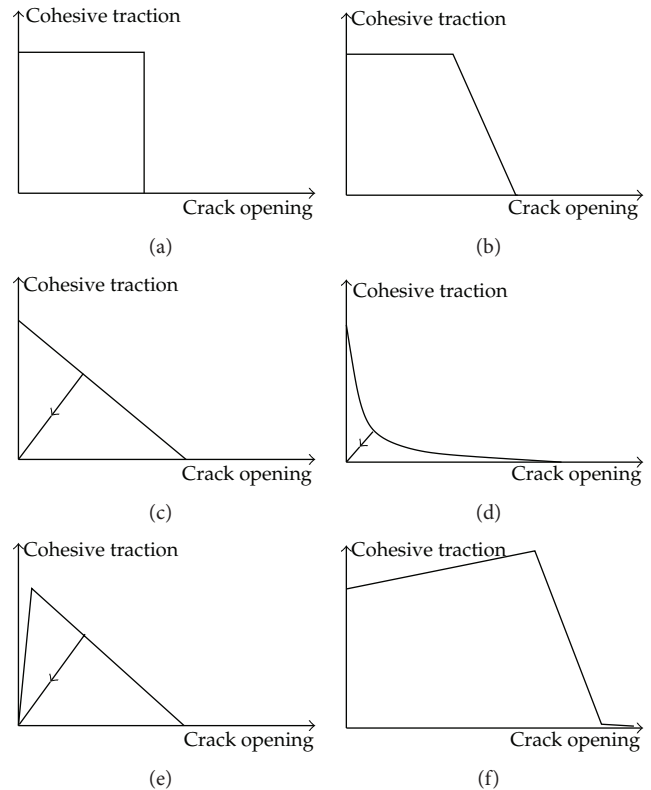 Cohesive traction
Crack opening
(a)
Cohesive traction
Crack opening
(b)
Cohesive traction
Crack opening
(c)
Cohesive traction
Crack opening
(d)
Cohesive traction
Crack opening
(e)
Cohesive traction
Crack opening
(f)